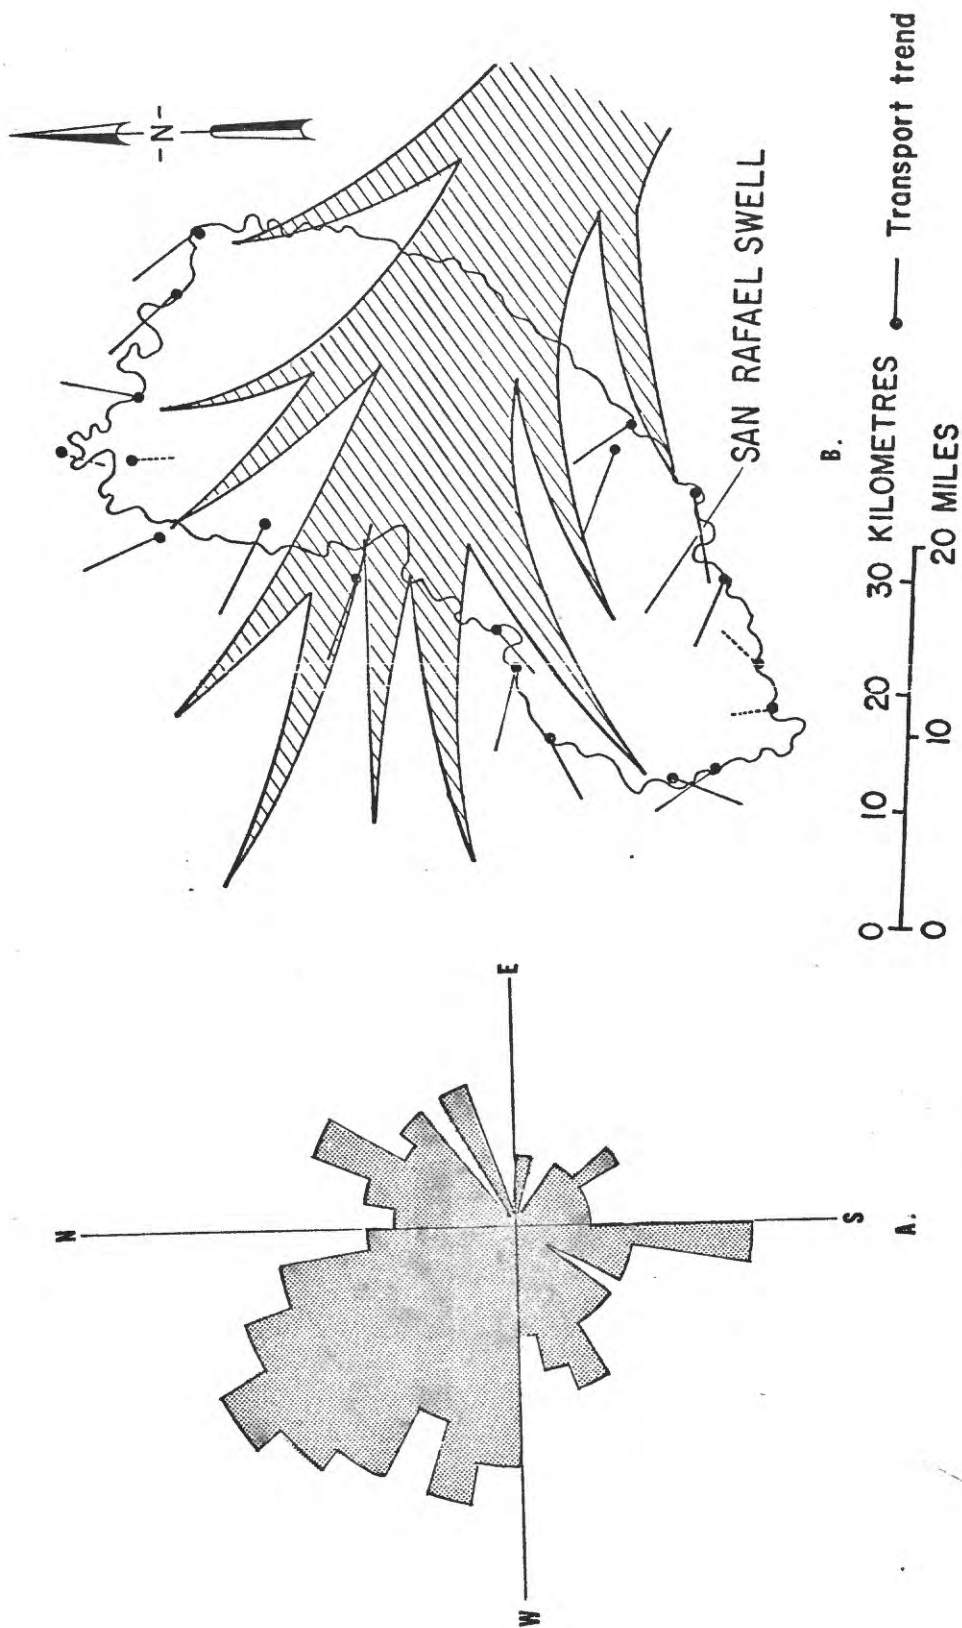 N
W
E
S
A.
-N-
SAN RAFAEL SWELL
B.
0 10 20 30 KILOMETRES
Transport trend
0 10 20 MILES